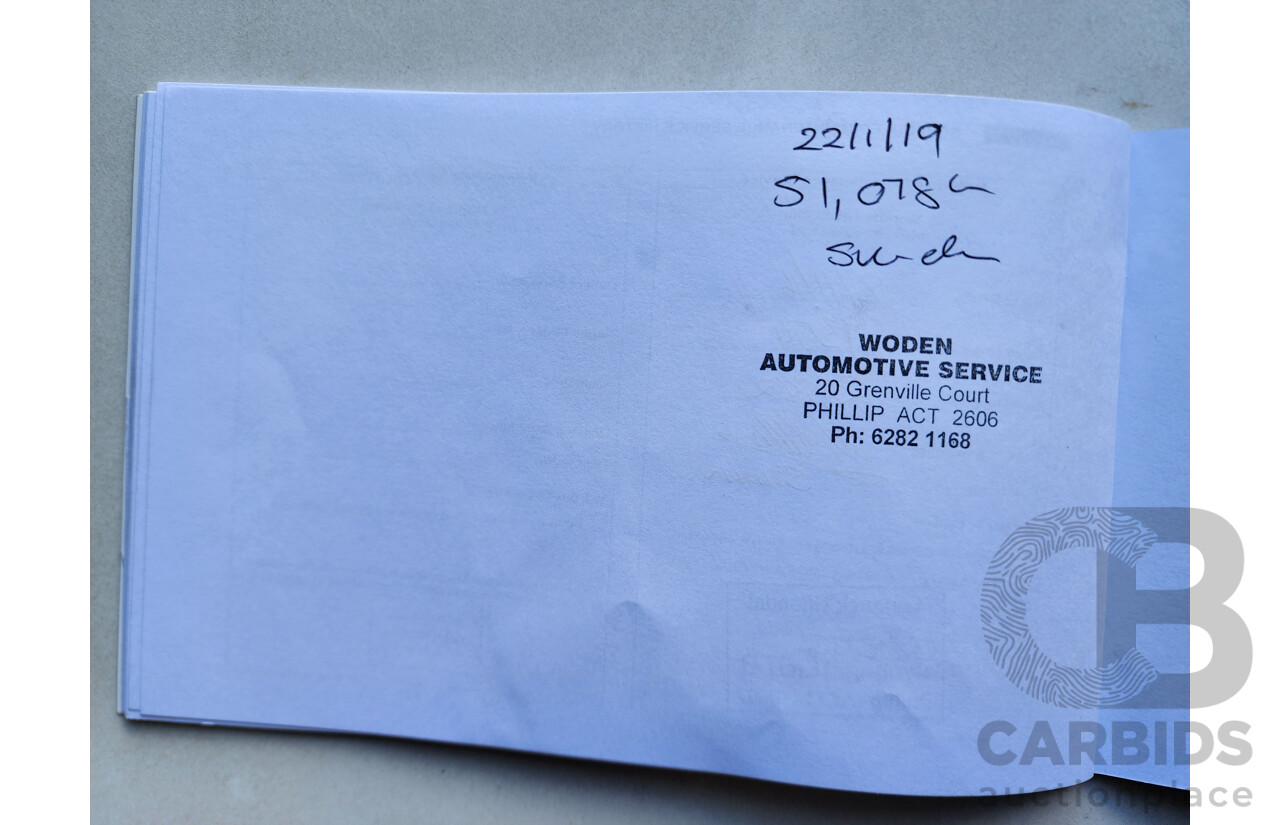 22/1/19
51,078
WODEN
AUTOMOTIVE SERVICE
20 Grenville Court
PHILLIP ACT 2606
Ph: 6282 1168
CB
CARBIDS
auctionplace